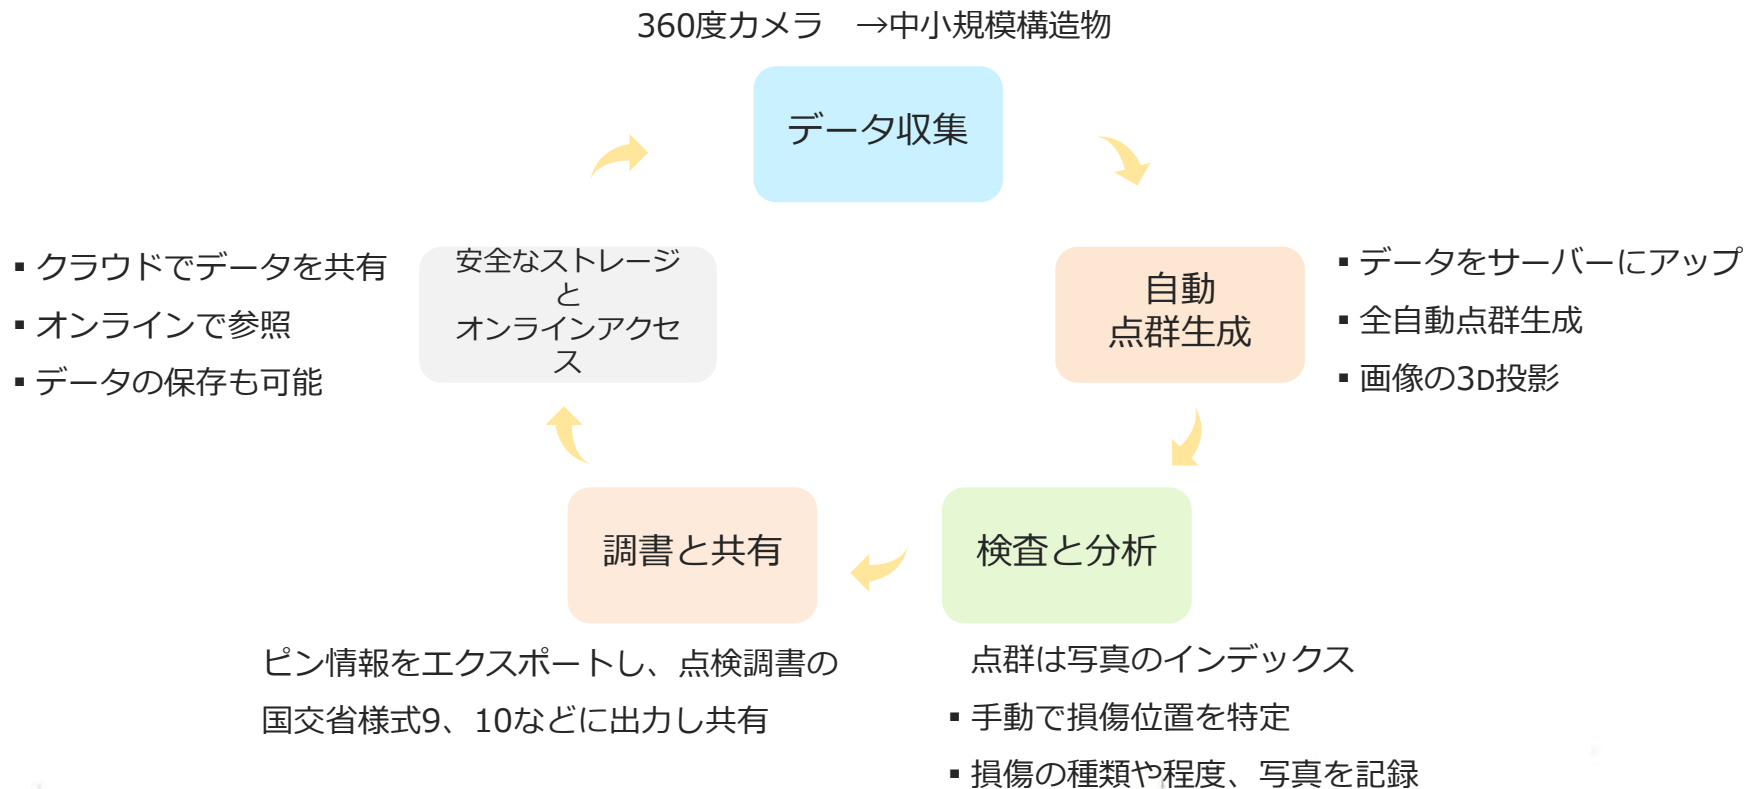 360度カメラ　→中小規模構造物
データ収集
自動
点群生成
▪データをサーバーにアップ
▪全自動点群生成
▪画像の3D投影
検査と分析
点群は写真のインデックス
▪手動で損傷位置を特定
▪損傷の種類や程度、写真を記録
調書と共有
ピン情報をエクスポートし、点検調書の
国交省様式9、10などに出力し共有
安全なストレージ
と
オンラインアクセ
ス
▪クラウドでデータを共有
▪オンラインで参照
▪データの保存も可能